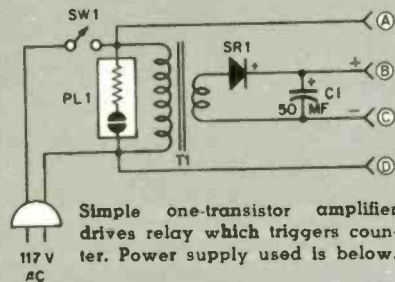 SW1
A
SR1
+
+
B
PL1
+
C1
50 MF
-
C
T1
D
Simple one-transistor amplifier
drives relay which triggers coun-
ter. Power supply used is below.
117 V
AC